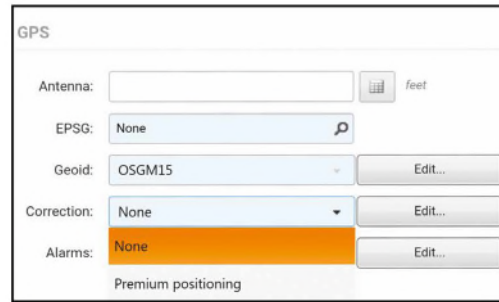 GPS
Antenna: feet
EPSG: None
Geoid: OSGM15 Edit...
Correction: None Edit...
Alarms: None Edit...
Premium positioning